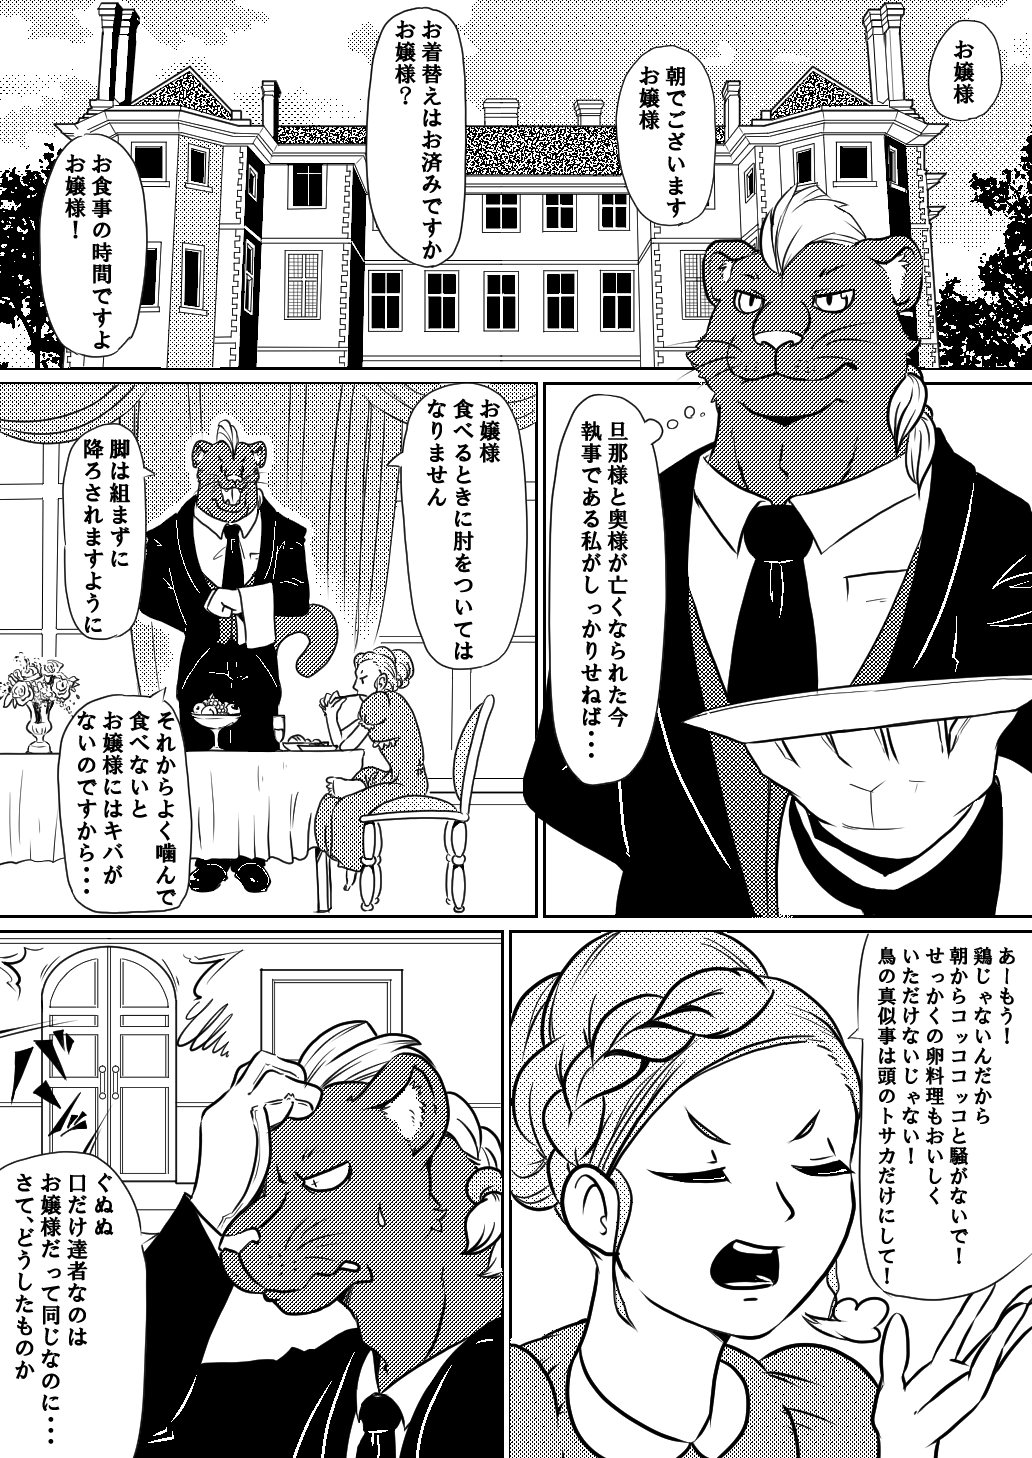 お嬢様
朝でございます
お嬢様
お着替えはお済みですか
お嬢様?
お食事の時間ですよ
お嬢様!
旦那様と奥様が亡くなられた今
執事である私がしっかりせねば・・・
お嬢様
食べるときに肘をついては
なりません
脚は組まずに
降ろされますように
それからよく噛んで
食べないと
お嬢様にはキバが
ないのですから・・・
あーもう!
鶏じゃないんだから
朝からコッココッコと騒がないで!
せっかくの卵料理もおいしく
いただけないじゃない!
鳥の真似事は頭のトサカだけにして!
ぐぬぬ
口だけ達者なのは
お嬢様だって同じなのに・・・
さて、どうしたものか